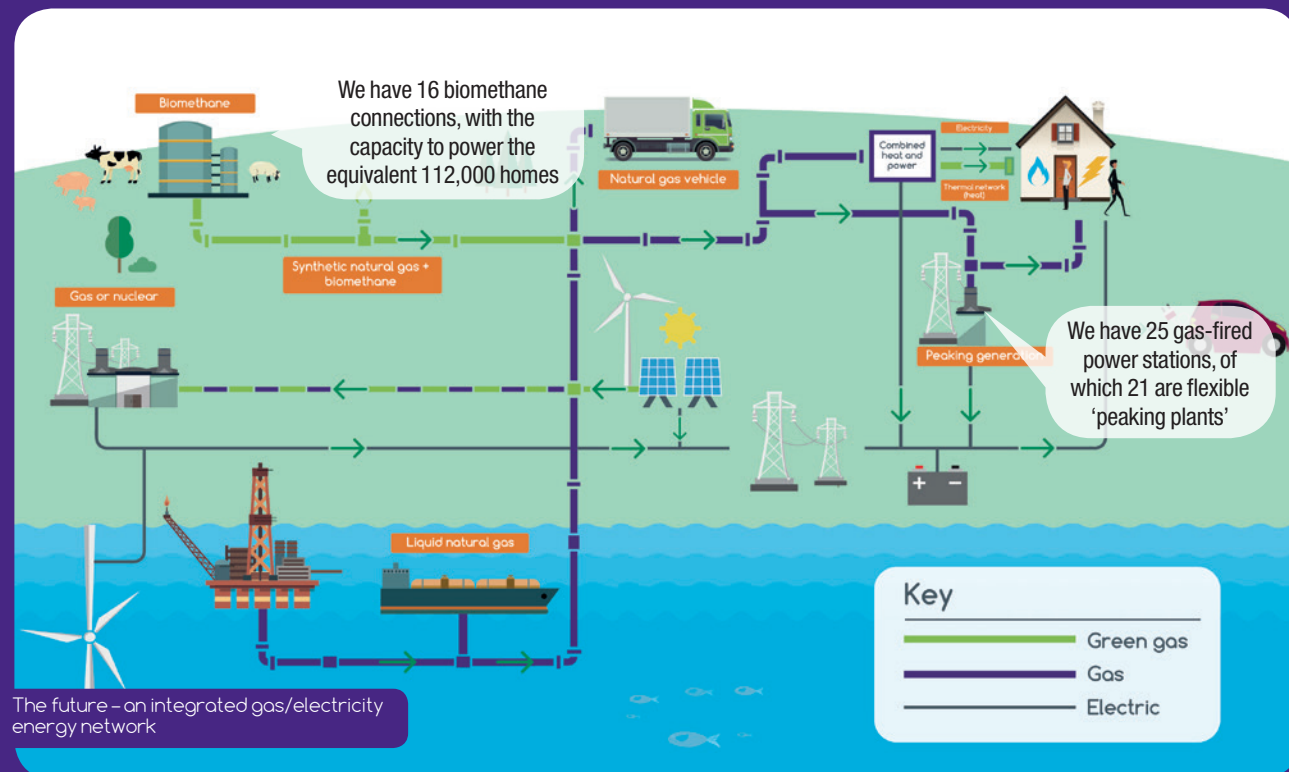 Biomethane
We have 16 biomethane
connections, with the
capacity to power the
equivalent 112,000 homes
Natural gas vehicle
Combined
heat and
power
Electricity
Thermal network
(heat)
Synthetic natural gas +
biomethane
Gas or nuclear
Peaking generation
We have 25 gas-fired
power stations, of
which 21 are flexible
‘peaking plants’
+ −
Liquid natural gas
Key
Green gas
Gas
Electric
The future – an integrated gas/electricity
energy network